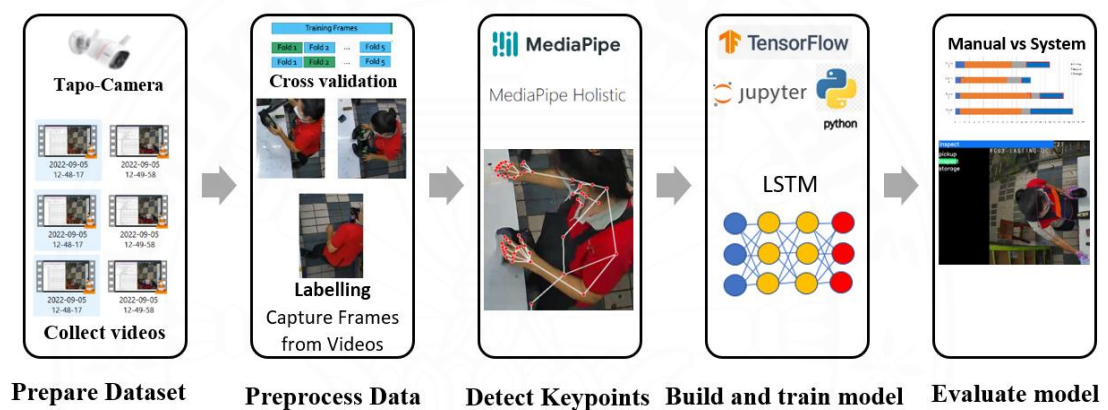 Tapo-Camera
2022-09-05
12-48-17
2022-09-05
12-49-58
2022-09-05
12-48-17
2022-09-05
12-49-58
2022-09-05
12-48-17
2022-09-05
12-49-58
Collect videos
Prepare Dataset
Training Frames
Fold 1 Fold 2 ... Fold 5
Fold 1 Fold 2 ... Fold 5
Cross validation
Labelling
Capture Frames
from Videos
Preprocess Data
MediaPipe
MediaPipe Holistic
Detect Keypoints
TensorFlow
jupyter
python
LSTM
Build and train model
Manual vs System
inspect
pickup
inspect
storage
Evaluate model